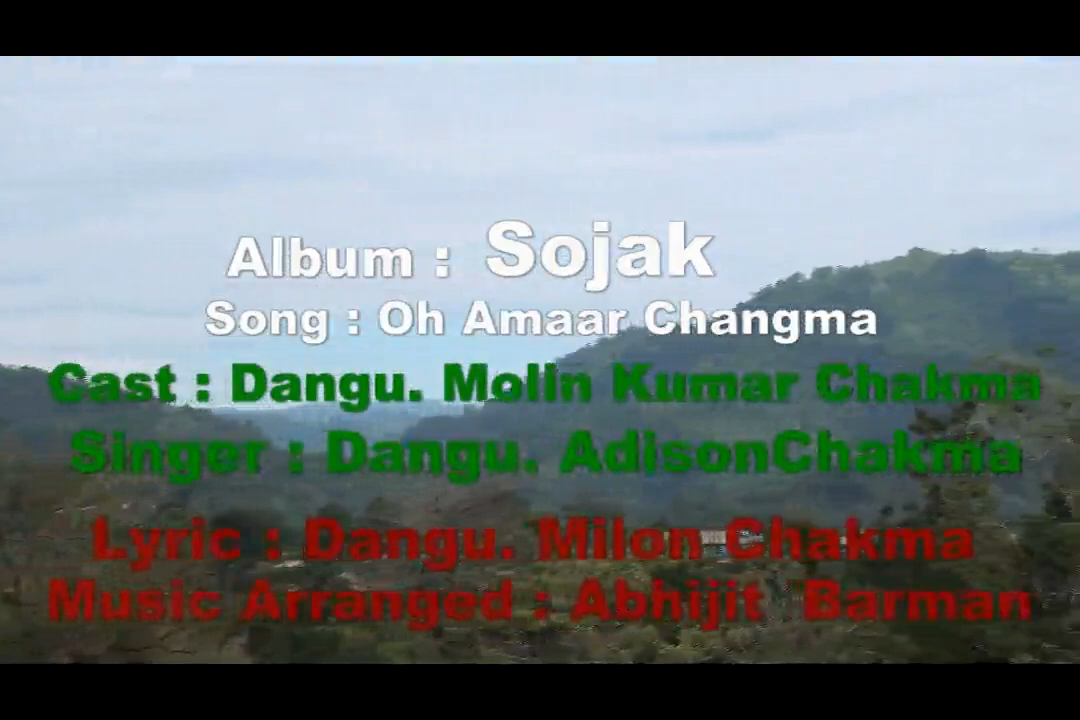 Album : Sojak
Song : Oh Amaar Changma
Cast : Dangu. Molin Kumar Chakma
Singer : Dangu. AdisonChakma
Lyric : Dangu. Milon Chakma
Music Arranged : Abhijit Barman